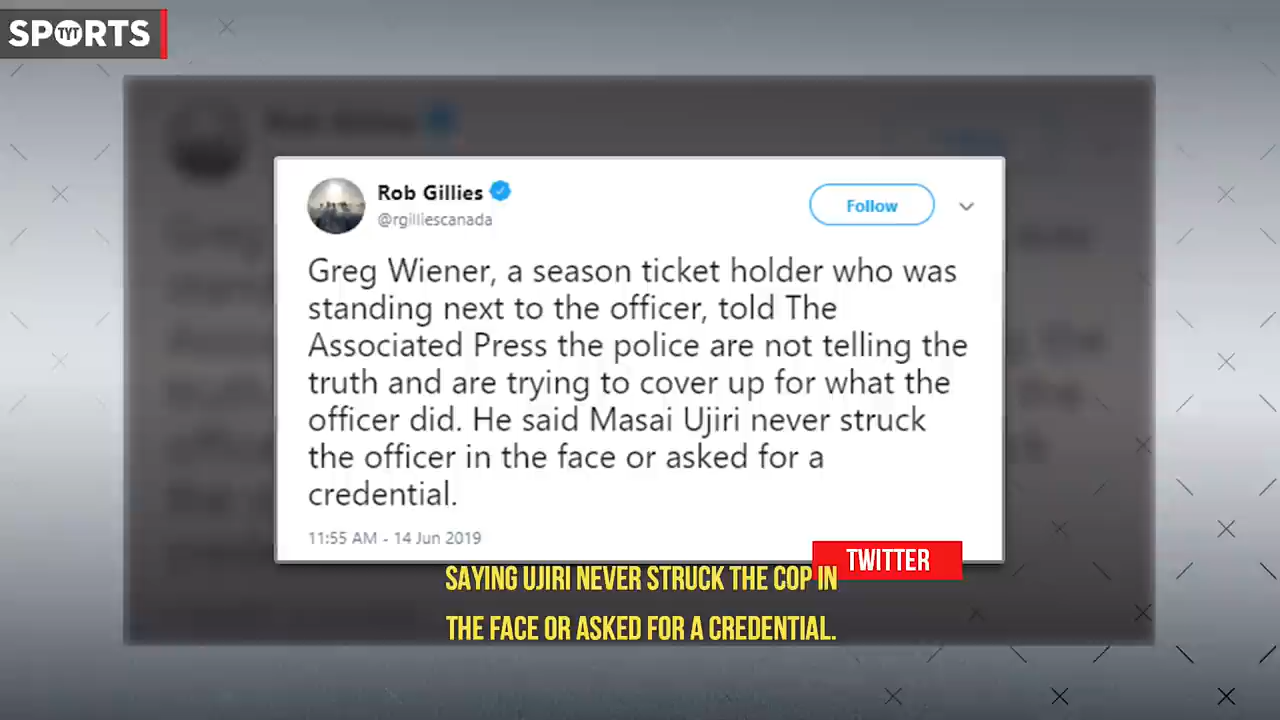 SPORTS
TYT
Rob Gillies
@rgilliescanada
Follow
Greg Wiener, a season ticket holder who was
standing next to the officer, told The
Associated Press the police are not telling the
truth and are trying to cover up for what the
officer did. He said Masai Ujiri never struck
the officer in the face or asked for a
credential.
11:55 AM - 14 Jun 2019
TWITTER
SAYING UJIRI NEVER STRUCK THE COP IN
THE FACE OR ASKED FOR A CREDENTIAL.